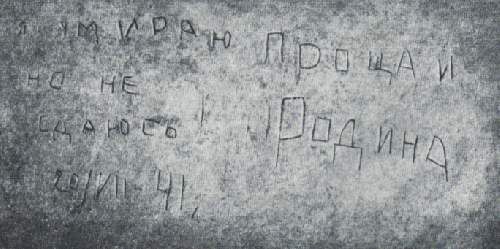 Я УМИРАЮ
НО НЕ
СДАЮСЬ!
ПРОЩАЙ
РОДИНА
20/VII 41.